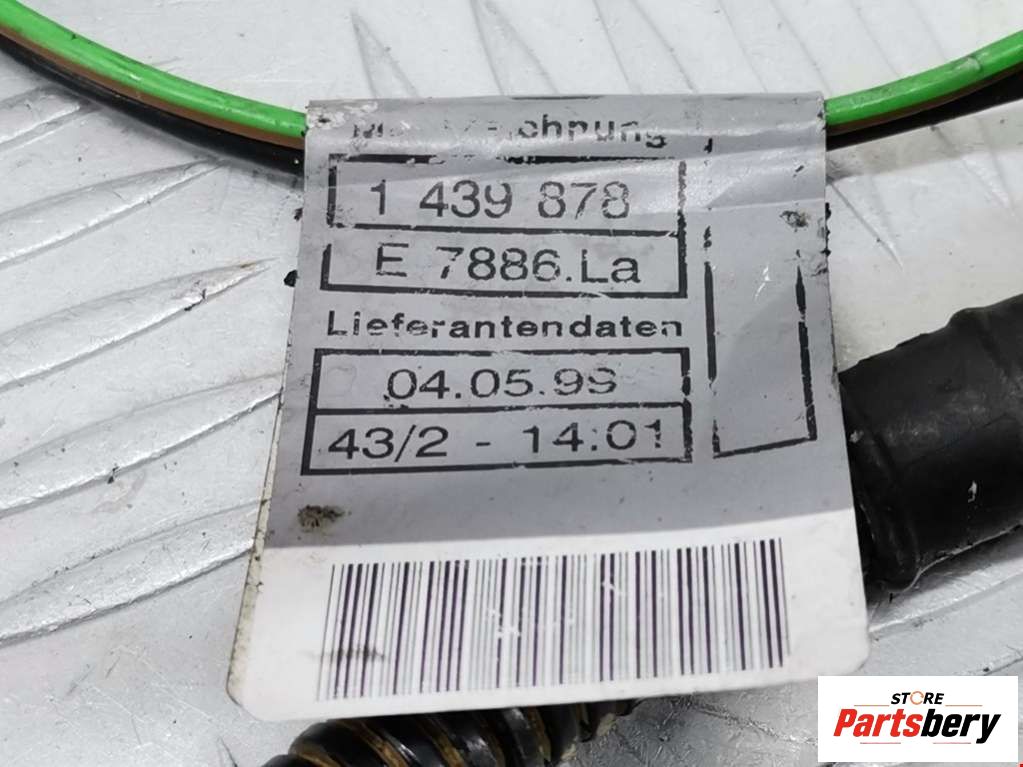 1 439 878
E 7886.La
Lieferantendaten
04.05.99
43/2 - 14:01
STORE
Partsbery